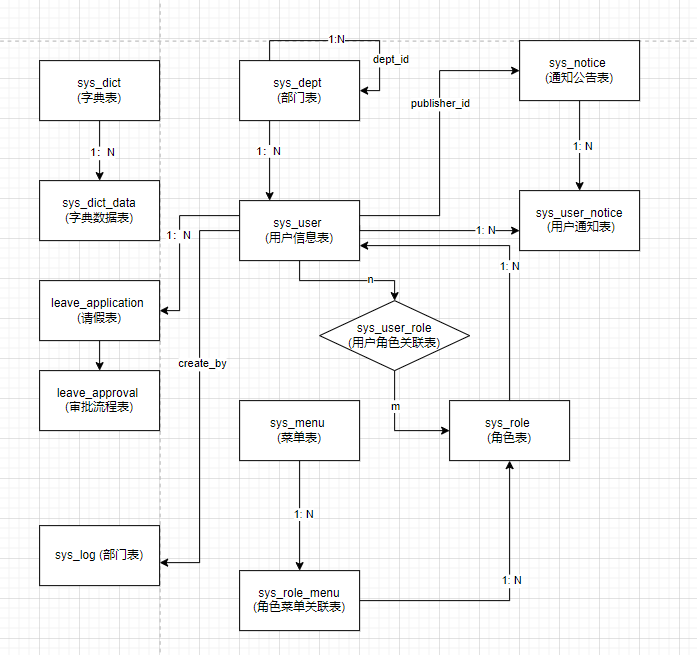 1:N
dept_id
sys_dict
(字典表)
sys_dept
(部门表)
sys_notice
(通知公告表)
publisher_id
1：N
1：N
1: N
sys_dict_data
(字典数据表)
sys_user
(用户信息表)
sys_user_notice
(用户通知表)
1：N
1: N
1: N
n
leave_application
(请假表)
sys_user_role
(用户角色关联表)
create_by
leave_approval
(审批流程表)
m
sys_menu
(菜单表)
sys_role
(角色表)
1: N
sys_log (部门表)
sys_role_menu
(角色菜单关联表)
1: N